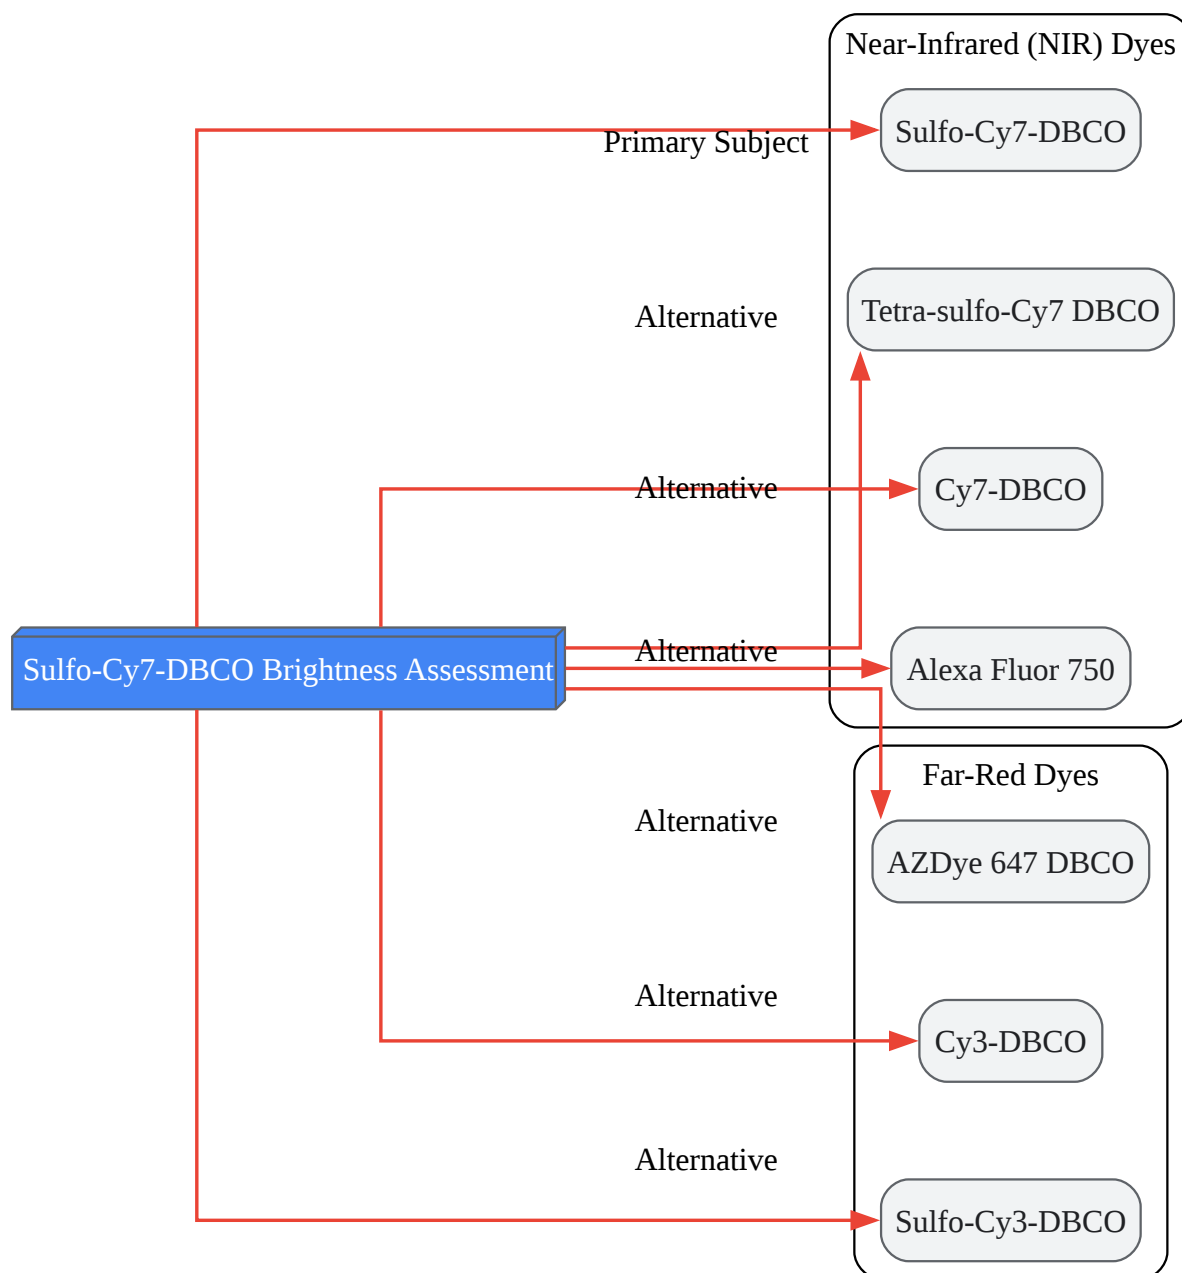 Near-Infrared (NIR) Dyes
Primary Subject
Sulfo-Cy7-DBCO
Alternative
Tetra-sulfo-Cy7 DBCO
Alternative
Cy7-DBCO
Sulfo-Cy7-DBCO Brightness Assessment
Alternative
Alexa Fluor 750
Far-Red Dyes
Alternative
AZDye 647 DBCO
Alternative
Cy3-DBCO
Alternative
Sulfo-Cy3-DBCO